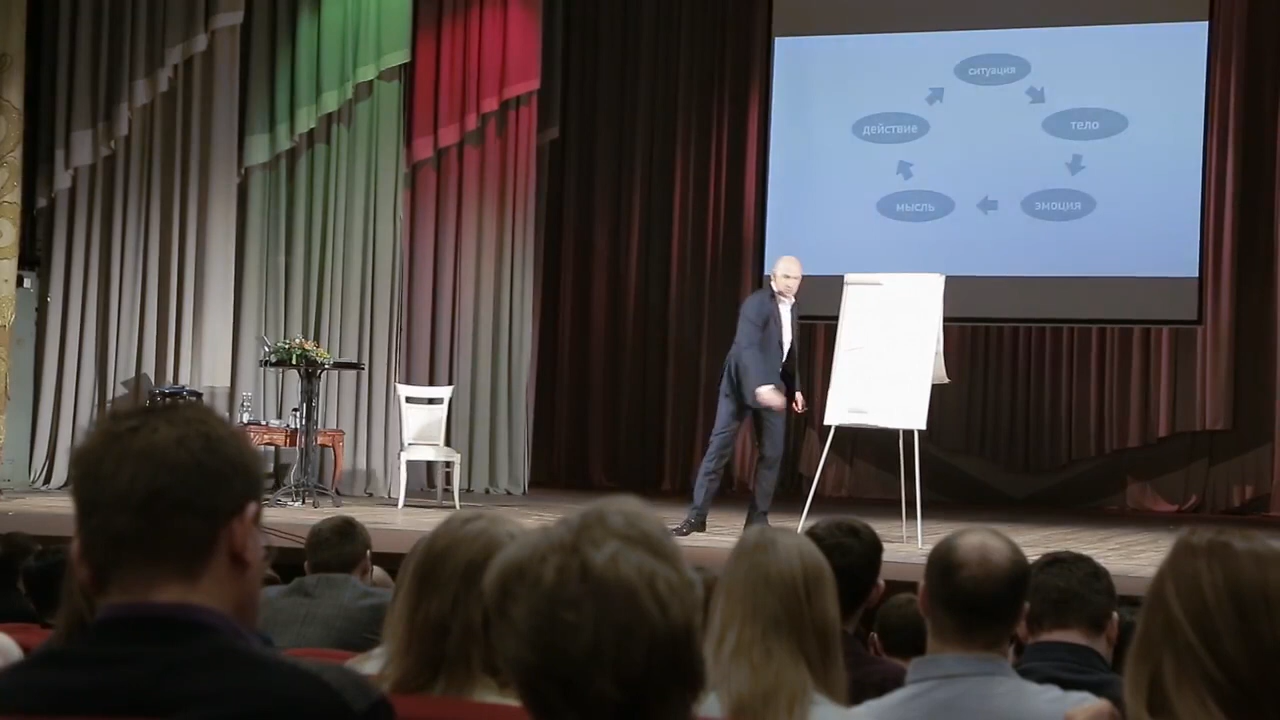 ситуация
действие
тело
мысль
эмоция